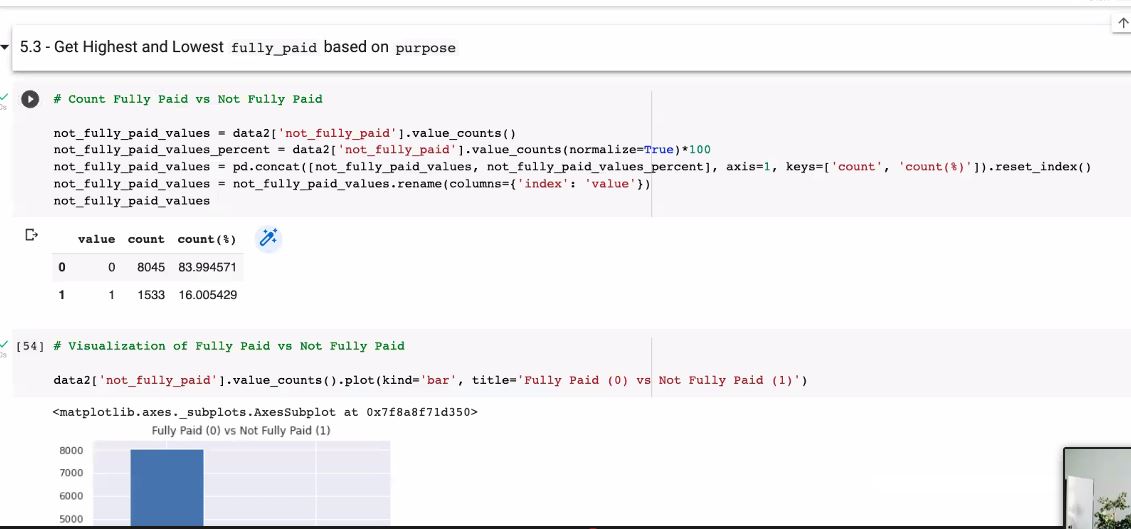 5.3 - Get Highest and Lowest fully_paid based on purpose
# Count Fully Paid vs Not Fully Paid
not_fully_paid_values = data2['not_fully_paid'].value_counts()
not_fully_paid_values_percent = data2['not_fully_paid'].value_counts(normalize=True)*100
not_fully_paid_values = pd.concat([not_fully_paid_values, not_fully_paid_values_percent], axis=1, keys=['count', 'count(%)']).reset_index()
not_fully_paid_values = not_fully_paid_values.rename(columns={'index': 'value'})
not_fully_paid_values
value count count(%)
0 0 8045 83.994571
1 1 1533 16.005429
[54] # Visualization of Fully Paid vs Not Fully Paid
data2['not_fully_paid'].value_counts().plot(kind='bar', title='Fully Paid (0) vs Not Fully Paid (1)')
<matplotlib.axes._subplots.AxesSubplot at 0x7f8a8f71d350>
Fully Paid (0) vs Not Fully Paid (1)
8000
7000
6000
5000